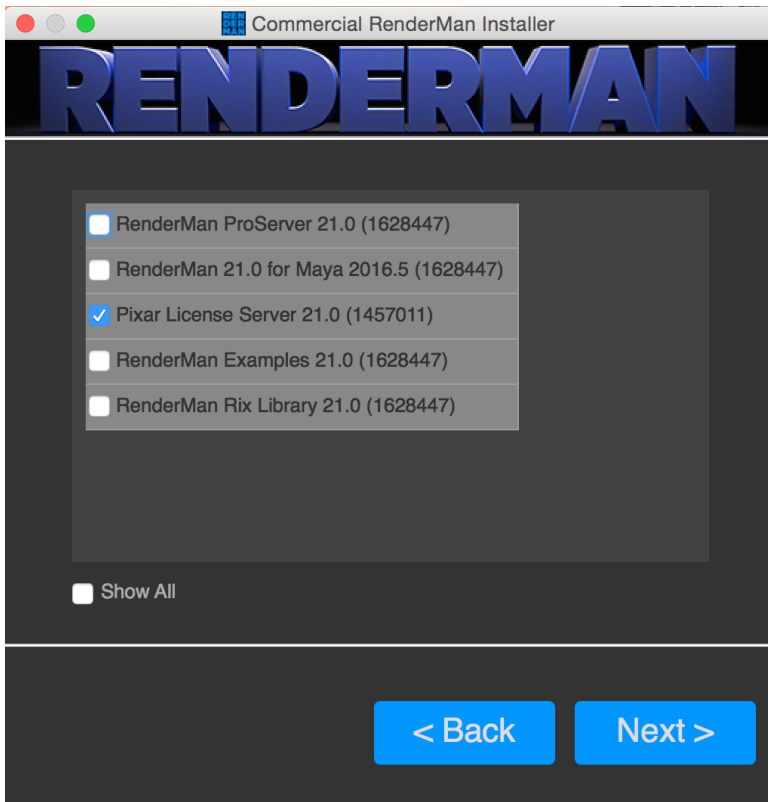 Commercial RenderMan Installer
RENDERMAN
RenderMan ProServer 21.0 (1628447)
RenderMan 21.0 for Maya 2016.5 (1628447)
Pixar License Server 21.0 (1457011)
RenderMan Examples 21.0 (1628447)
RenderMan Rix Library 21.0 (1628447)
Show All
< Back Next >